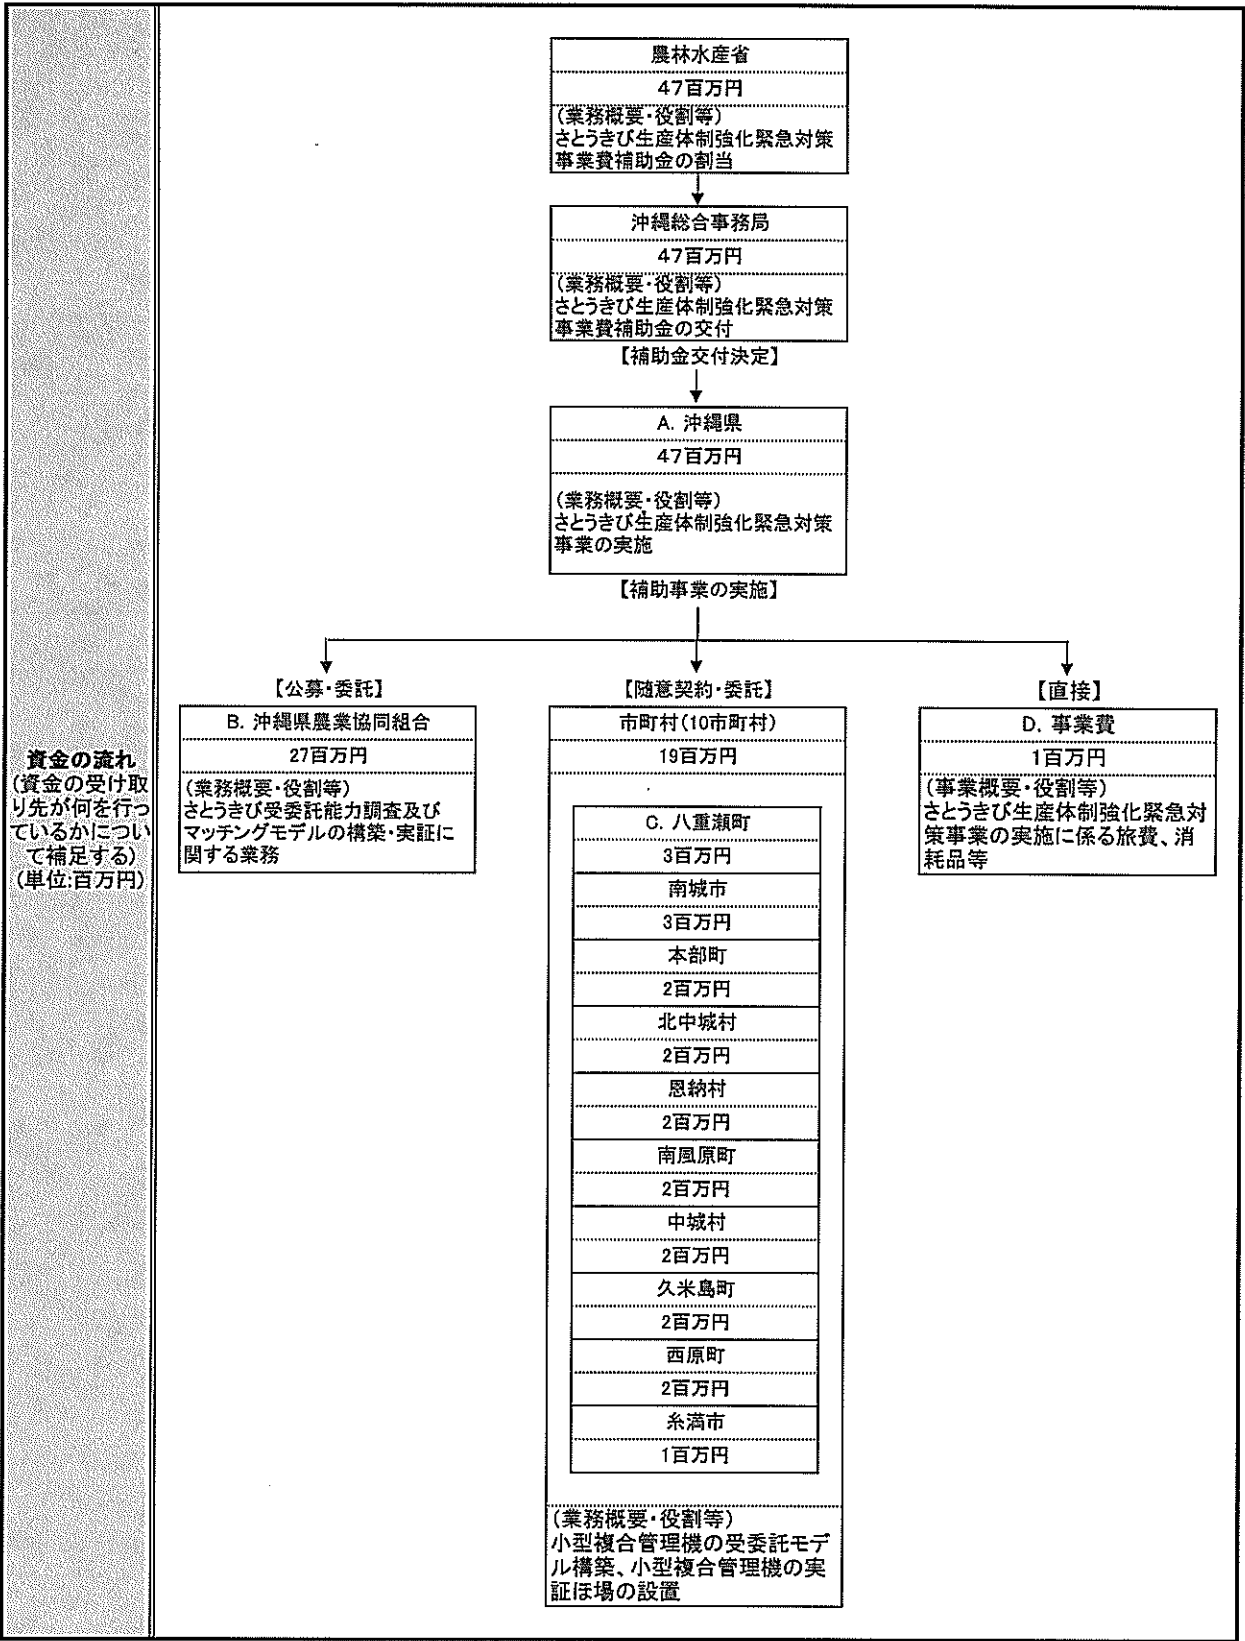 資金の流れ
(資金の受け取
り先が何を行っ
ているかについ
て補足する)
(単位:百万円)
農林水産省
47百万円
(業務概要・役割等)
さとうきび生産体制強化緊急対策
事業費補助金の割当
沖縄総合事務局
47百万円
(業務概要・役割等)
さとうきび生産体制強化緊急対策
事業費補助金の交付
【補助金交付決定】
A. 沖縄県
47百万円
(業務概要・役割等)
さとうきび生産体制強化緊急対策
事業の実施
【補助事業の実施】
【公募・委託】
B. 沖縄県農業協同組合
27百万円
(業務概要・役割等)
さとうきび受委託能力調査及び
マッチングモデルの構築・実証に
関する業務
【随意契約・委託】
市町村(10市町村)
19百万円
C. 八重瀬町
3百万円
南城市
3百万円
本部町
2百万円
北中城村
2百万円
恩納村
2百万円
南風原町
2百万円
中城村
2百万円
久米島町
2百万円
西原町
2百万円
糸満市
1百万円
(業務概要・役割等)
小型複合管理機の受委託モデ
ル構築、小型複合管理機の実
証ほ場の設置
【直接】
D. 事業費
1百万円
(事業概要・役割等)
さとうきび生産体制強化緊急対
策事業の実施に係る旅費、消
耗品等